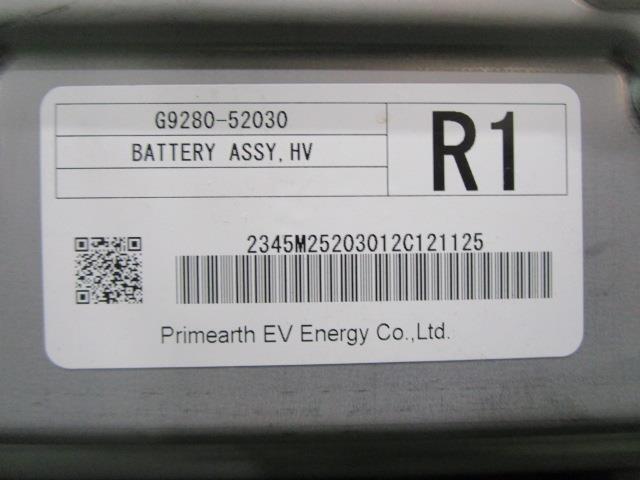 G9280-52030
BATTERY ASSY,HV
R1
2345M25203012C121125
Primearth EV Energy Co.,Ltd.